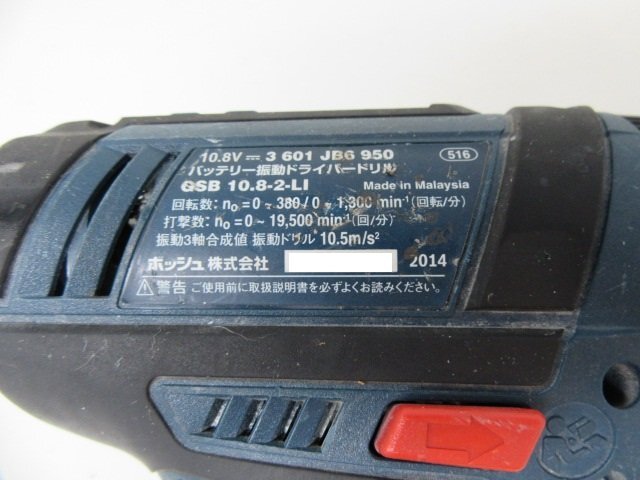 10.8V⎓ 3 601 JB6 950 516
バッテリー振動ドライバードリル
GSB 10.8-2-LI Made in Malaysia
回転数: n₀=0~380/0~1,300 min⁻¹(回転/分)
打撃数: n₀=0~19,500 min⁻¹(回/分)
振動3軸合成値 振動ドリル 10.5m/s²
ボッシュ株式会社 2014
⚠警告 ご使用前に取扱説明書を必ずよくお読みください。